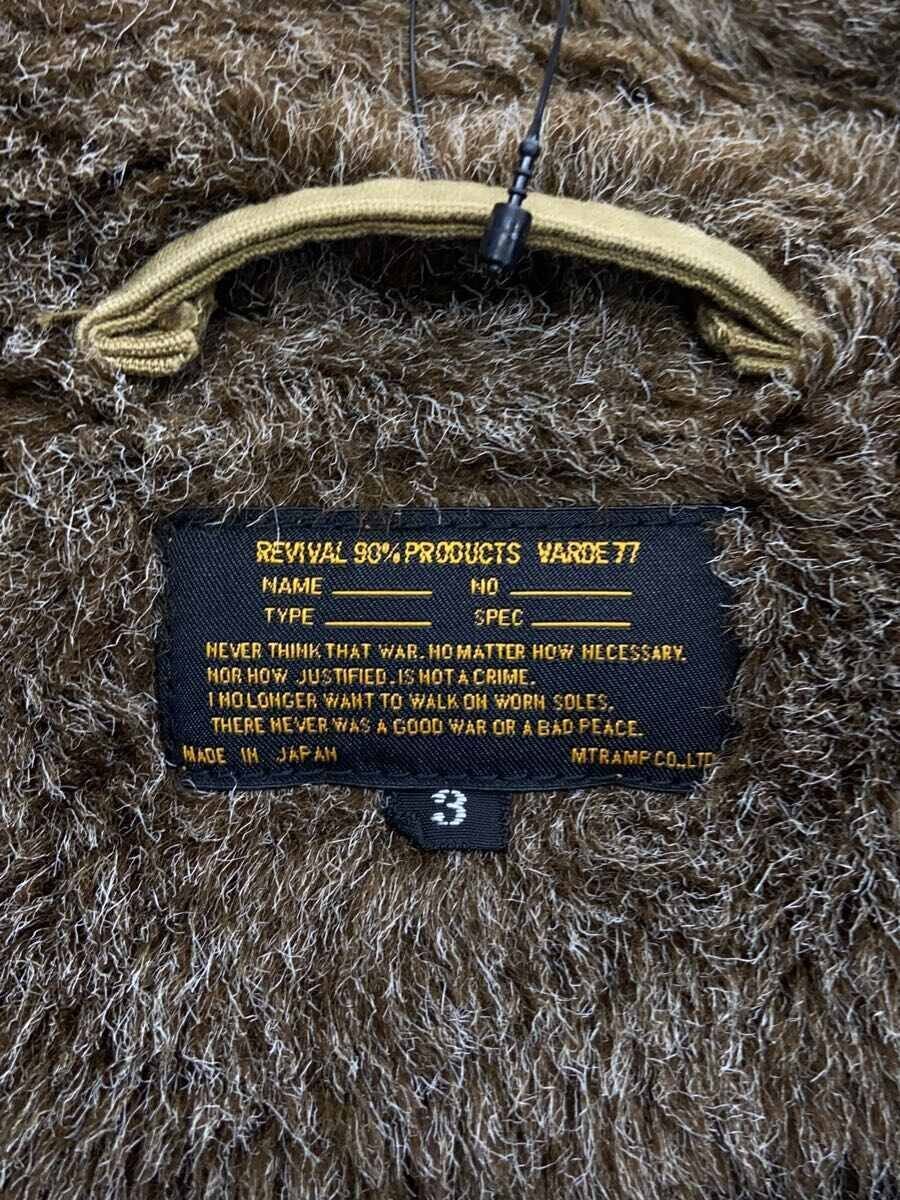 REVIVAL 90% PRODUCTS VARDE77
NAME NO
TYPE SPEC
NEVER THINK THAT WAR. NO MATTER HOW NECESSARY.
NOR HOW JUSTIFIED. IS NOT A CRIME.
I NO LONGER WANT TO WALK ON WORN SOLES.
THERE NEVER WAS A GOOD WAR OR A BAD PEACE.
MADE IN JAPAN MTRAMP CO.,LTD
3